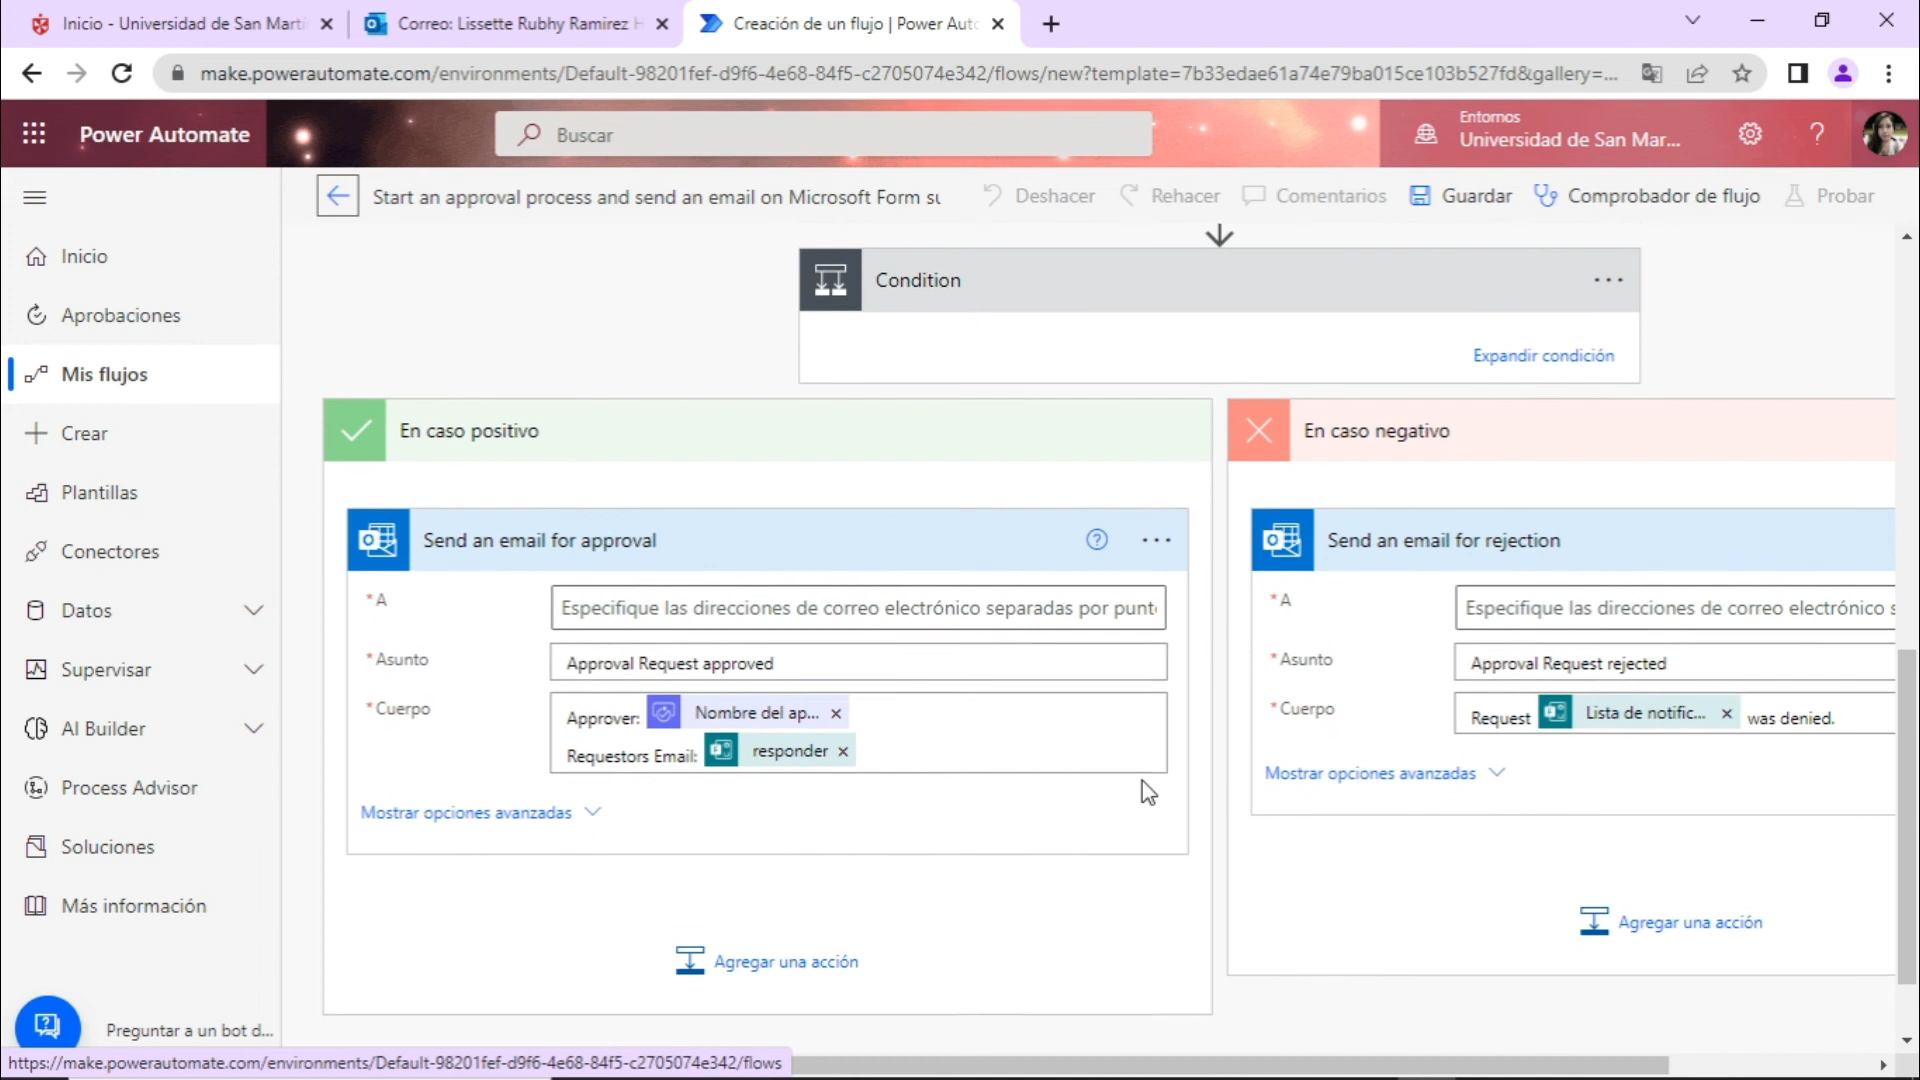 Inicio - Universidad de San Martí
Correo: Lissette Rubhy Ramirez H
Creación de un flujo | Power Auto
make.powerautomate.com/environments/Default-98201fef-d9f6-4e68-84f5-c2705074e342/flows/new?template=7b33edae61a74e79ba015ce103b527fd&gallery=...
Power Automate
Buscar
Entornos
Universidad de San Mar...
Start an approval process and send an email on Microsoft Form su
Deshacer
Rehacer
Comentarios
Guardar
Comprobador de flujo
Probar
Inicio
Aprobaciones
Mis flujos
Crear
Plantillas
Conectores
Datos
Supervisar
AI Builder
Process Advisor
Soluciones
Más información
Preguntar a un bot d...
Condition
Expandir condición
En caso positivo
Send an email for approval
*A
Especifique las direcciones de correo electrónico separadas por punto
*Asunto
Approval Request approved
*Cuerpo
Approver: Nombre del ap... ×
Requestors Email: responder ×
Mostrar opciones avanzadas
Agregar una acción
En caso negativo
Send an email for rejection
*A
Especifique las direcciones de correo electrónico s
*Asunto
Approval Request rejected
*Cuerpo
Request Lista de notific... × was denied.
Mostrar opciones avanzadas
Agregar una acción
https://make.powerautomate.com/environments/Default-98201fef-d9f6-4e68-84f5-c2705074e342/flows